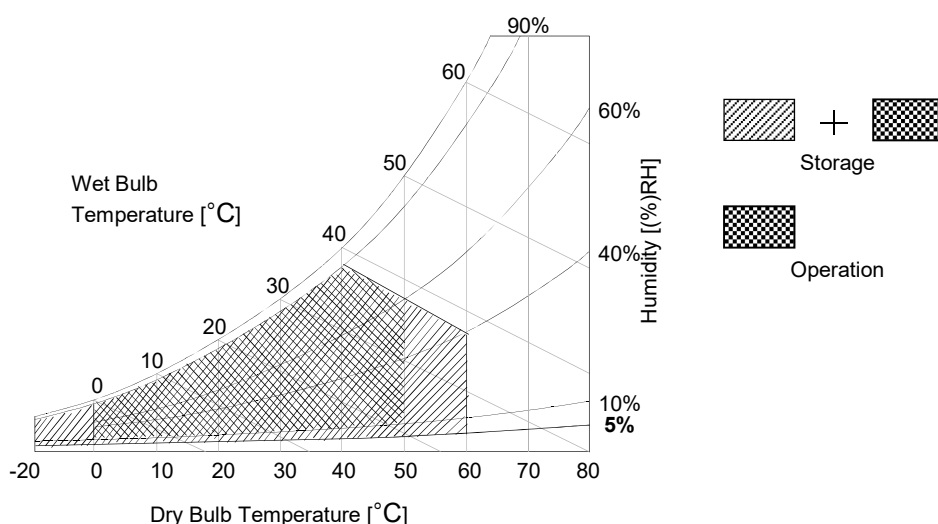 90%
60
60%
50
Wet Bulb
Temperature [°C]
Storage
Humidity [(%)RH]
Operation
40
40%
30
20
10
0
10%
5%
-20 0 10 20 30 40 50 60 70 80
Dry Bulb Temperature [°C]